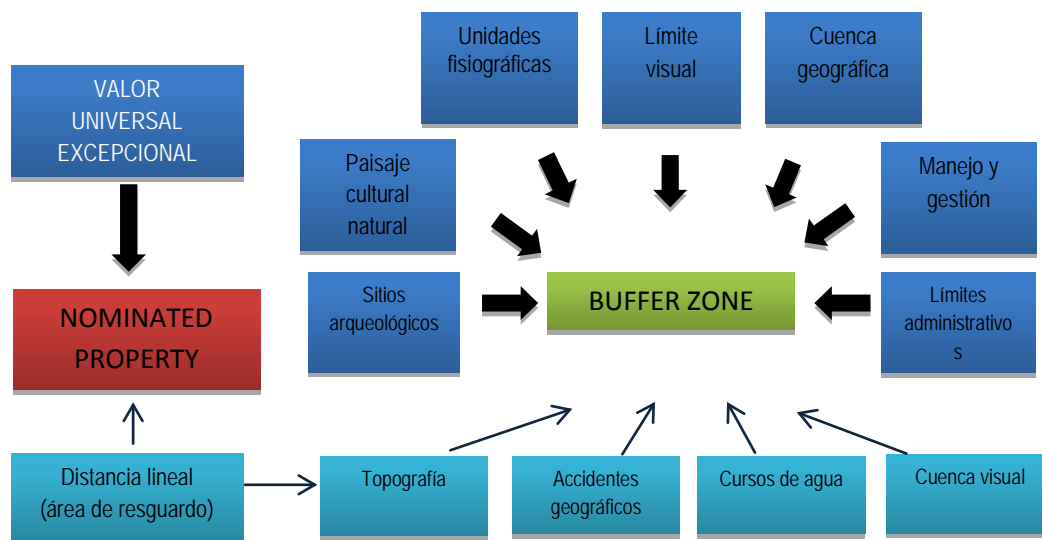 Unidades
fisiográficas
Límite
visual
Cuenca
geográfica
VALOR
UNIVERSAL
EXCEPCIONAL
Paisaje
cultural
natural
Manejo y
gestión
NOMINATED
PROPERTY
Sitios
arqueológicos
BUFFER ZONE
Límites
administrativo
s
Distancia lineal
(área de resguardo)
Topografía
Accidentes
geográficos
Cursos de agua
Cuenca visual